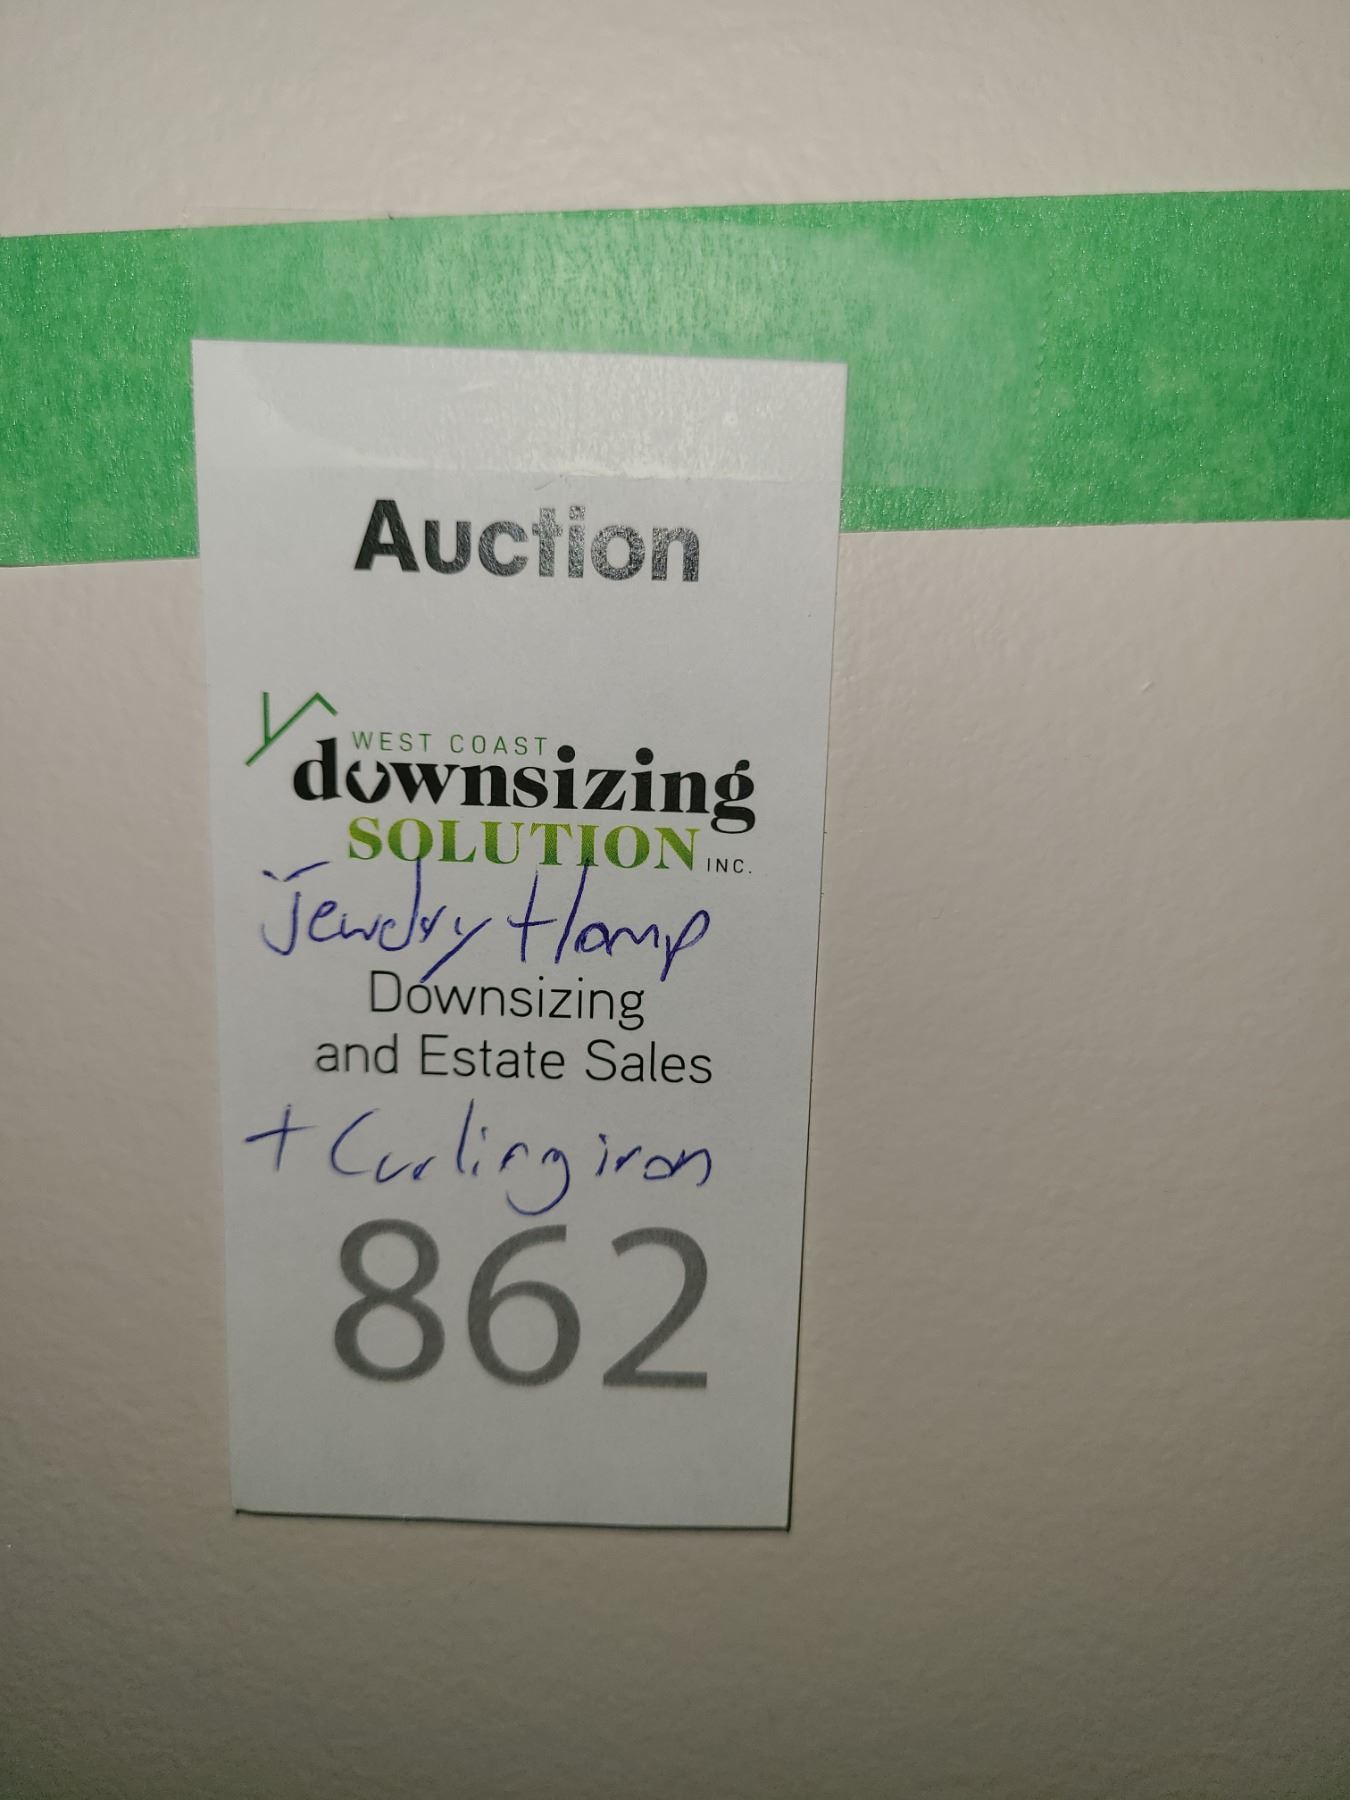 Auction
WEST COAST
downsizing
SOLUTION INC.
Jewelry + lamp
Downsizing
and Estate Sales
+ Curling iron
862